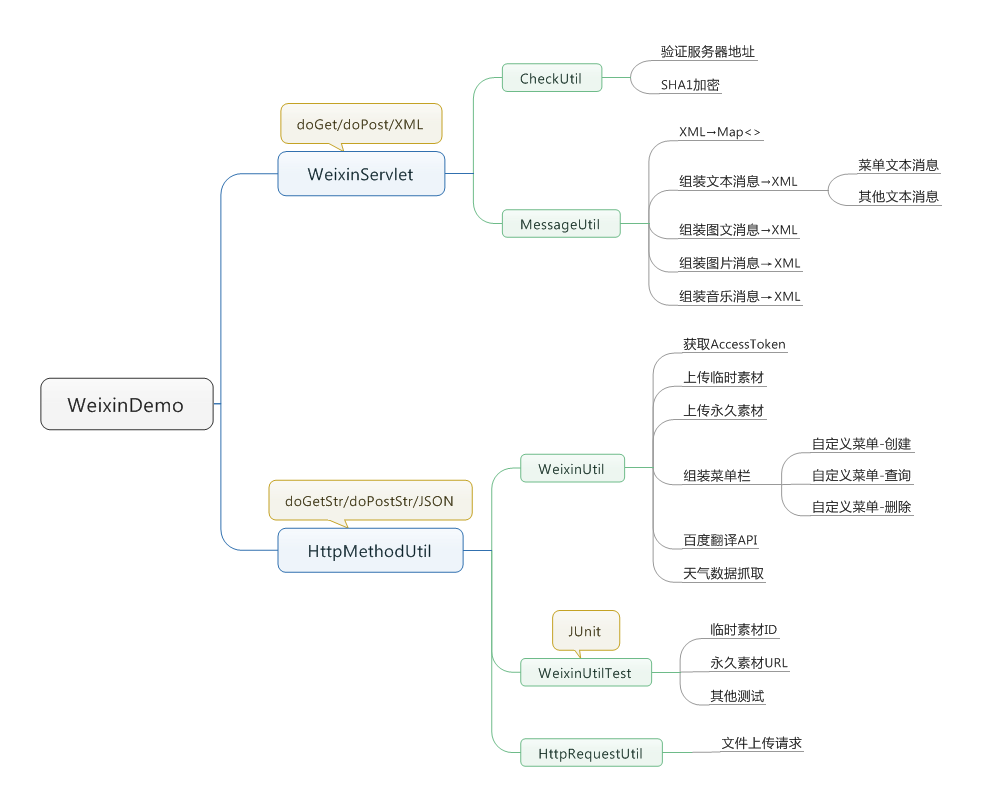 WeixinDemo
doGet/doPost/XML
WeixinServlet
CheckUtil
验证服务器地址
SHA1加密
MessageUtil
XML→Map<>
组装文本消息→XML
菜单文本消息
其他文本消息
组装图文消息→XML
组装图片消息→XML
组装音乐消息→XML
doGetStr/doPostStr/JSON
HttpMethodUtil
WeixinUtil
获取AccessToken
上传临时素材
上传永久素材
组装菜单栏
自定义菜单-创建
自定义菜单-查询
自定义菜单-删除
百度翻译API
天气数据抓取
JUnit
WeixinUtilTest
临时素材ID
永久素材URL
其他测试
HttpRequestUtil
文件上传请求